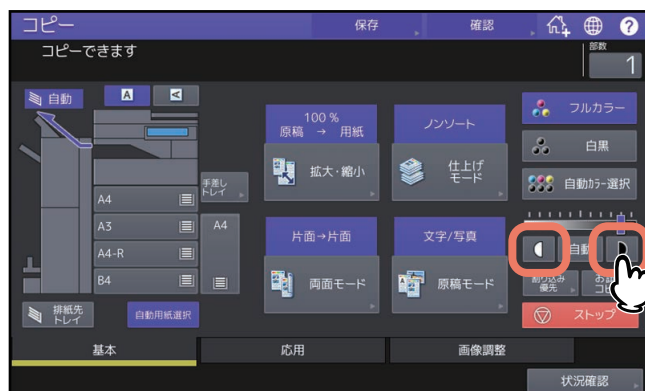 コピー
保存
確認
コピーできます
部数
1
自動
A
A
100 %
原稿 → 用紙
ノンソート
フルカラー
拡大・縮小
仕上げ
モード
白黒
自動カラー選択
手差し
トレイ
A4
A3
A4
A4-R
B4
片面→片面
文字/写真
自動
両面モード
原稿モード
割り込み
優先
排紙先
トレイ
自動用紙選択
ストップ
基本
応用
画像調整
状況確認